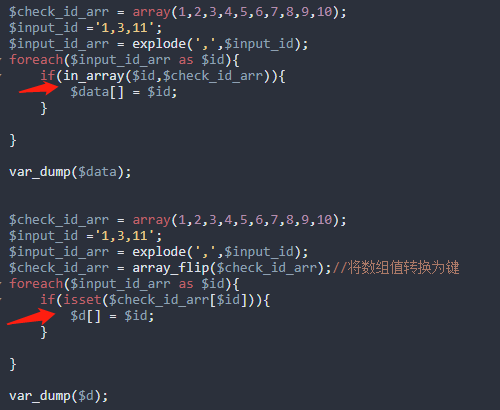 $check_id_arr = array(1,2,3,4,5,6,7,8,9,10);
$input_id ='1,3,11';
$input_id_arr = explode(',',$input_id);
foreach($input_id_arr as $id){
    if(in_array($id,$check_id_arr)){
        $data[] = $id;
    }
}
var_dump($data);
$check_id_arr = array(1,2,3,4,5,6,7,8,9,10);
$input_id ='1,3,11';
$input_id_arr = explode(',',$input_id);
$check_id_arr = array_flip($check_id_arr);//将数组值转换为键
foreach($input_id_arr as $id){
    if(isset($check_id_arr[$id])){
        $d[] = $id;
    }
}
var_dump($d);